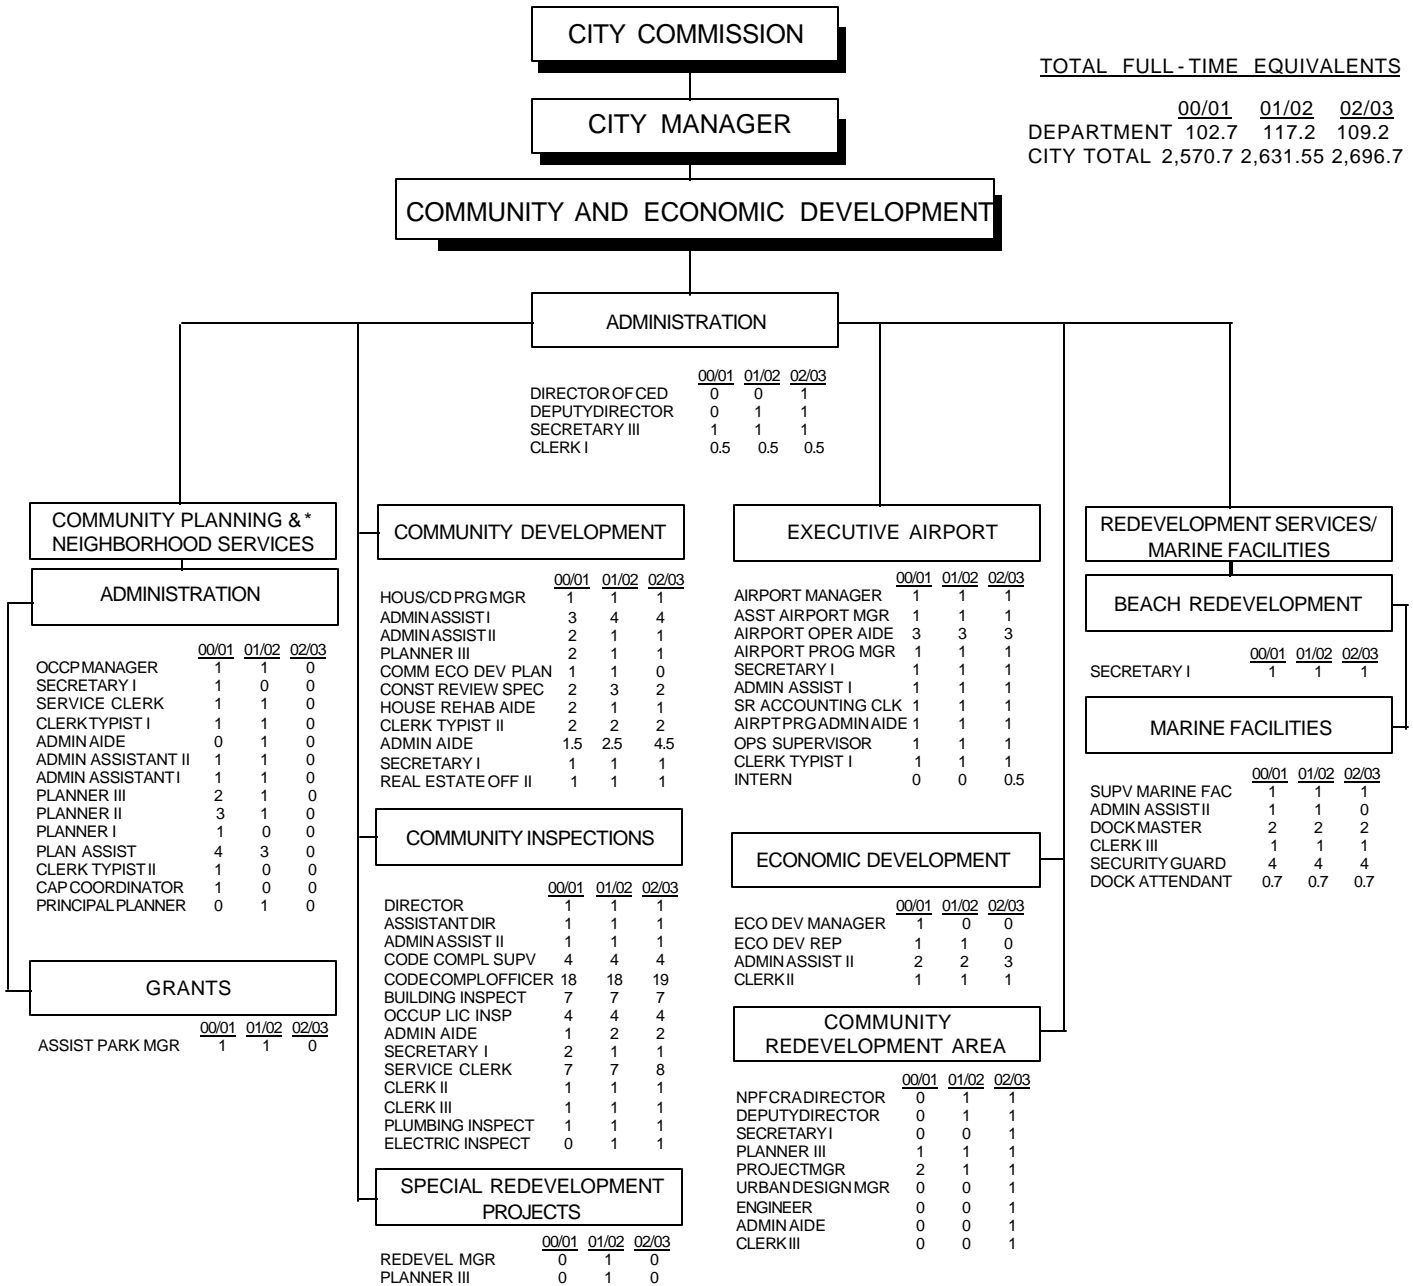 CITY COMMISSION
TOTAL FULL-TIME EQUIVALENTS
00/01 01/02 02/03
DEPARTMENT 102.7 117.2 109.2
CITY TOTAL 2,570.7 2,631.55 2,696.7
CITY MANAGER
COMMUNITY AND ECONOMIC DEVELOPMENT
ADMINISTRATION
00/01 01/02 02/03
DIRECTOR OF CED 0 0 1
DEPUTY DIRECTOR 0 1 1
SECRETARY III 1 1 1
CLERK I 0.5 0.5 0.5
COMMUNITY PLANNING & *
NEIGHBORHOOD SERVICES
ADMINISTRATION
00/01 01/02 02/03
OCCP MANAGER 1 1 0
SECRETARY I 1 0 0
SERVICE CLERK 1 1 0
CLERK TYPIST I 1 1 0
ADMIN AIDE 0 1 0
ADMIN ASSISTANT II 1 1 0
ADMIN ASSISTANT I 1 1 0
PLANNER III 2 1 0
PLANNER II 3 1 0
PLANNER I 1 0 0
PLAN ASSIST 4 3 0
CLERK TYPIST II 1 0 0
CAP COORDINATOR 1 0 0
PRINCIPAL PLANNER 0 1 0
GRANTS
00/01 01/02 02/03
ASSIST PARK MGR 1 1 0
COMMUNITY DEVELOPMENT
00/01 01/02 02/03
HOUS/CD PRG MGR 1 1 1
ADMIN ASSIST I 3 4 4
ADMIN ASSIST II 2 1 1
PLANNER III 2 1 1
COMM ECO DEV PLAN 1 1 0
CONST REVIEW SPEC 2 3 2
HOUSE REHAB AIDE 2 1 1
CLERK TYPIST II 2 2 2
ADMIN AIDE 1.5 2.5 4.5
SECRETARY I 1 1 1
REAL ESTATE OFF II 1 1 1
COMMUNITY INSPECTIONS
00/01 01/02 02/03
DIRECTOR 1 1 1
ASSISTANT DIR 1 1 1
ADMIN ASSIST II 1 1 1
CODE COMPL SUPV 4 4 4
CODE COMPL OFFICER 18 18 19
BUILDING INSPECT 7 7 7
OCCUP LIC INSP 4 4 4
ADMIN AIDE 1 2 2
SECRETARY I 2 1 1
SERVICE CLERK 7 7 8
CLERK II 1 1 1
CLERK III 1 1 1
PLUMBING INSPECT 1 1 1
ELECTRIC INSPECT 0 1 1
SPECIAL REDEVELOPMENT
PROJECTS
00/01 01/02 02/03
REDEVEL MGR 0 1 0
PLANNER III 0 1 0
EXECUTIVE AIRPORT
00/01 01/02 02/03
AIRPORT MANAGER 1 1 1
ASST AIRPORT MGR 1 1 1
AIRPORT OPER AIDE 3 3 3
AIRPORT PROG MGR 1 1 1
SECRETARY I 1 1 1
ADMIN ASSIST I 1 1 1
SR ACCOUNTING CLK 1 1 1
AIRPT PRG ADMIN AIDE 1 1 1
OPS SUPERVISOR 1 1 1
CLERK TYPIST I 1 1 1
INTERN 0 0 0.5
ECONOMIC DEVELOPMENT
00/01 01/02 02/03
ECO DEV MANAGER 1 0 0
ECO DEV REP 1 1 0
ADMIN ASSIST II 2 2 3
CLERK II 1 1 1
COMMUNITY
REDEVELOPMENT AREA
00/01 01/02 02/03
NPF CRA DIRECTOR 0 1 1
DEPUTY DIRECTOR 0 1 1
SECRETARY I 0 0 1
PLANNER III 1 1 1
PROJECT MGR 2 1 1
URBAN DESIGN MGR 0 0 1
ENGINEER 0 0 1
ADMIN AIDE 0 0 1
CLERK III 0 0 1
REDEVELOPMENT SERVICES/
MARINE FACILITIES
BEACH REDEVELOPMENT
00/01 01/02 02/03
SECRETARY I 1 1 1
MARINE FACILITIES
00/01 01/02 02/03
SUPV MARINE FAC 1 1 1
ADMIN ASSIST II 1 1 0
DOCKMASTER 2 2 2
CLERK III 1 1 1
SECURITY GUARD 4 4 4
DOCK ATTENDANT 0.7 0.7 0.7